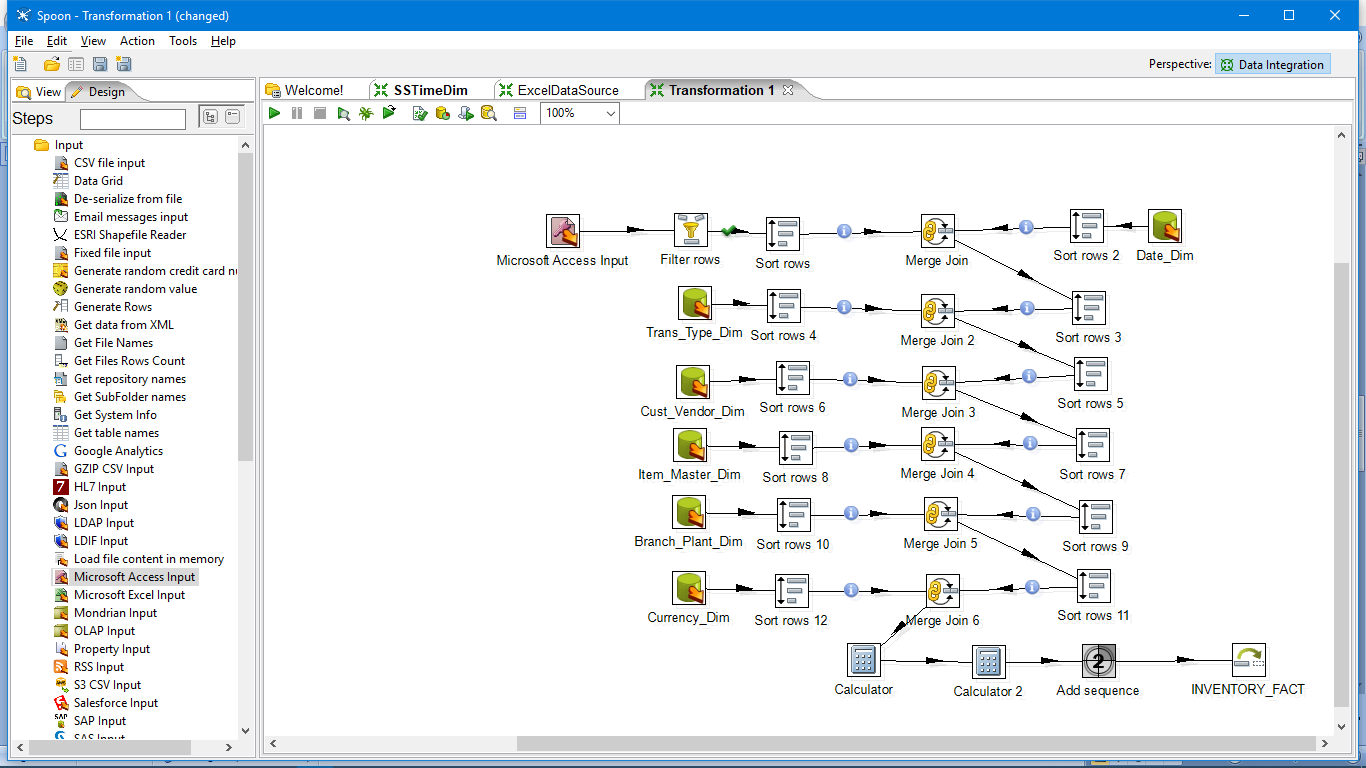 Spoon - Transformation 1 (changed)
File Edit View Action Tools Help
Perspective: Data Integration
View Design
Welcome! SSTimeDim ExcelDataSource Transformation 1
Steps
100%
Input
CSV file input
Data Grid
De-serialize from file
Email messages input
ESRI Shapefile Reader
Fixed file input
Generate random credit card nu
Generate random value
Generate Rows
Get data from XML
Get File Names
Get Files Rows Count
Get repository names
Get SubFolder names
Get System Info
Get table names
Google Analytics
GZIP CSV Input
HL7 Input
Json Input
LDAP Input
LDIF Input
Load file content in memory
Microsoft Access Input
Microsoft Excel Input
Mondrian Input
OLAP Input
Property Input
RSS Input
S3 CSV Input
Salesforce Input
SAP Input
SAS Input
Microsoft Access Input Filter rows Sort rows Merge Join Sort rows 2 Date_Dim
Trans_Type_Dim Sort rows 4 Merge Join 2 Sort rows 3
Cust_Vendor_Dim Sort rows 6 Merge Join 3 Sort rows 5
Item_Master_Dim Sort rows 8 Merge Join 4 Sort rows 7
Branch_Plant_Dim Sort rows 10 Merge Join 5 Sort rows 9
Currency_Dim Sort rows 12 Merge Join 6 Sort rows 11
Calculator Calculator 2 Add sequence INVENTORY_FACT